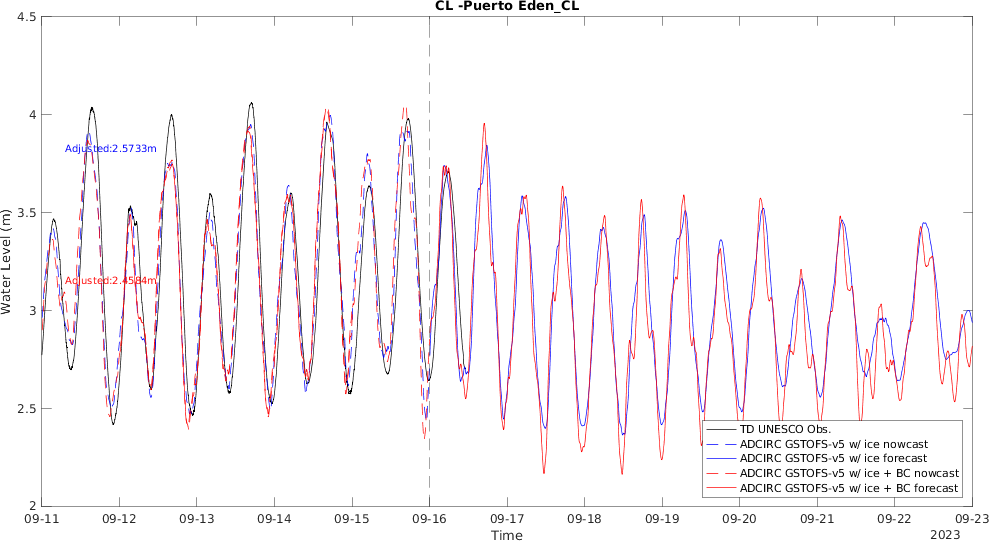 CL -Puerto Eden_CL
4.5
4
3.5
3
2.5
2
Water Level (m)
Adjusted:2.5733m
Adjusted:2.4584m
TD UNESCO Obs.
ADCIRC GSTOFS-v5 w/ ice nowcast
ADCIRC GSTOFS-v5 w/ ice forecast
ADCIRC GSTOFS-v5 w/ ice + BC nowcast
ADCIRC GSTOFS-v5 w/ ice + BC forecast
09-11 09-12 09-13 09-14 09-15 09-16 09-17 09-18 09-19 09-20 09-21 09-22 09-23
Time
2023